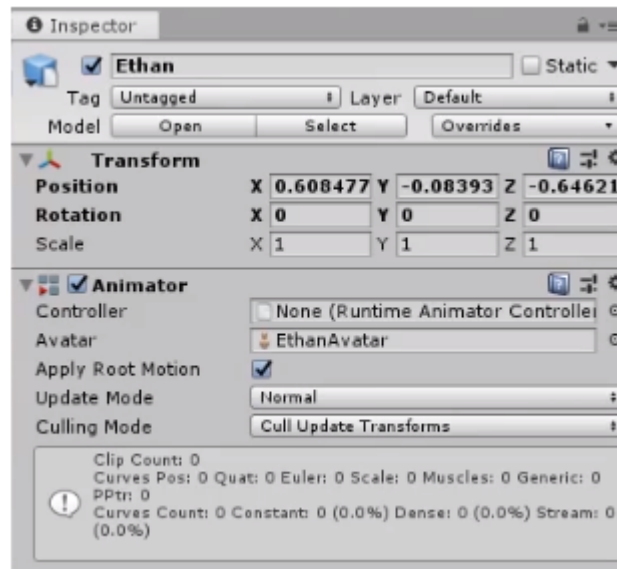 Inspector
Ethan Static
Tag Untagged Layer Default
Model Open Select Overrides
Transform
Position X 0.608477 Y -0.08393 Z -0.64621
Rotation X 0 Y 0 Z 0
Scale X 1 Y 1 Z 1
Animator
Controller None (Runtime Animator Controller
Avatar EthanAvatar
Apply Root Motion
Update Mode Normal
Culling Mode Cull Update Transforms
Clip Count: 0
Curves Pos: 0 Quat: 0 Euler: 0 Scale: 0 Muscles: 0 Generic: 0
PPtr: 0
Curves Count: 0 Constant: 0 (0.0%) Dense: 0 (0.0%) Stream: 0
(0.0%)